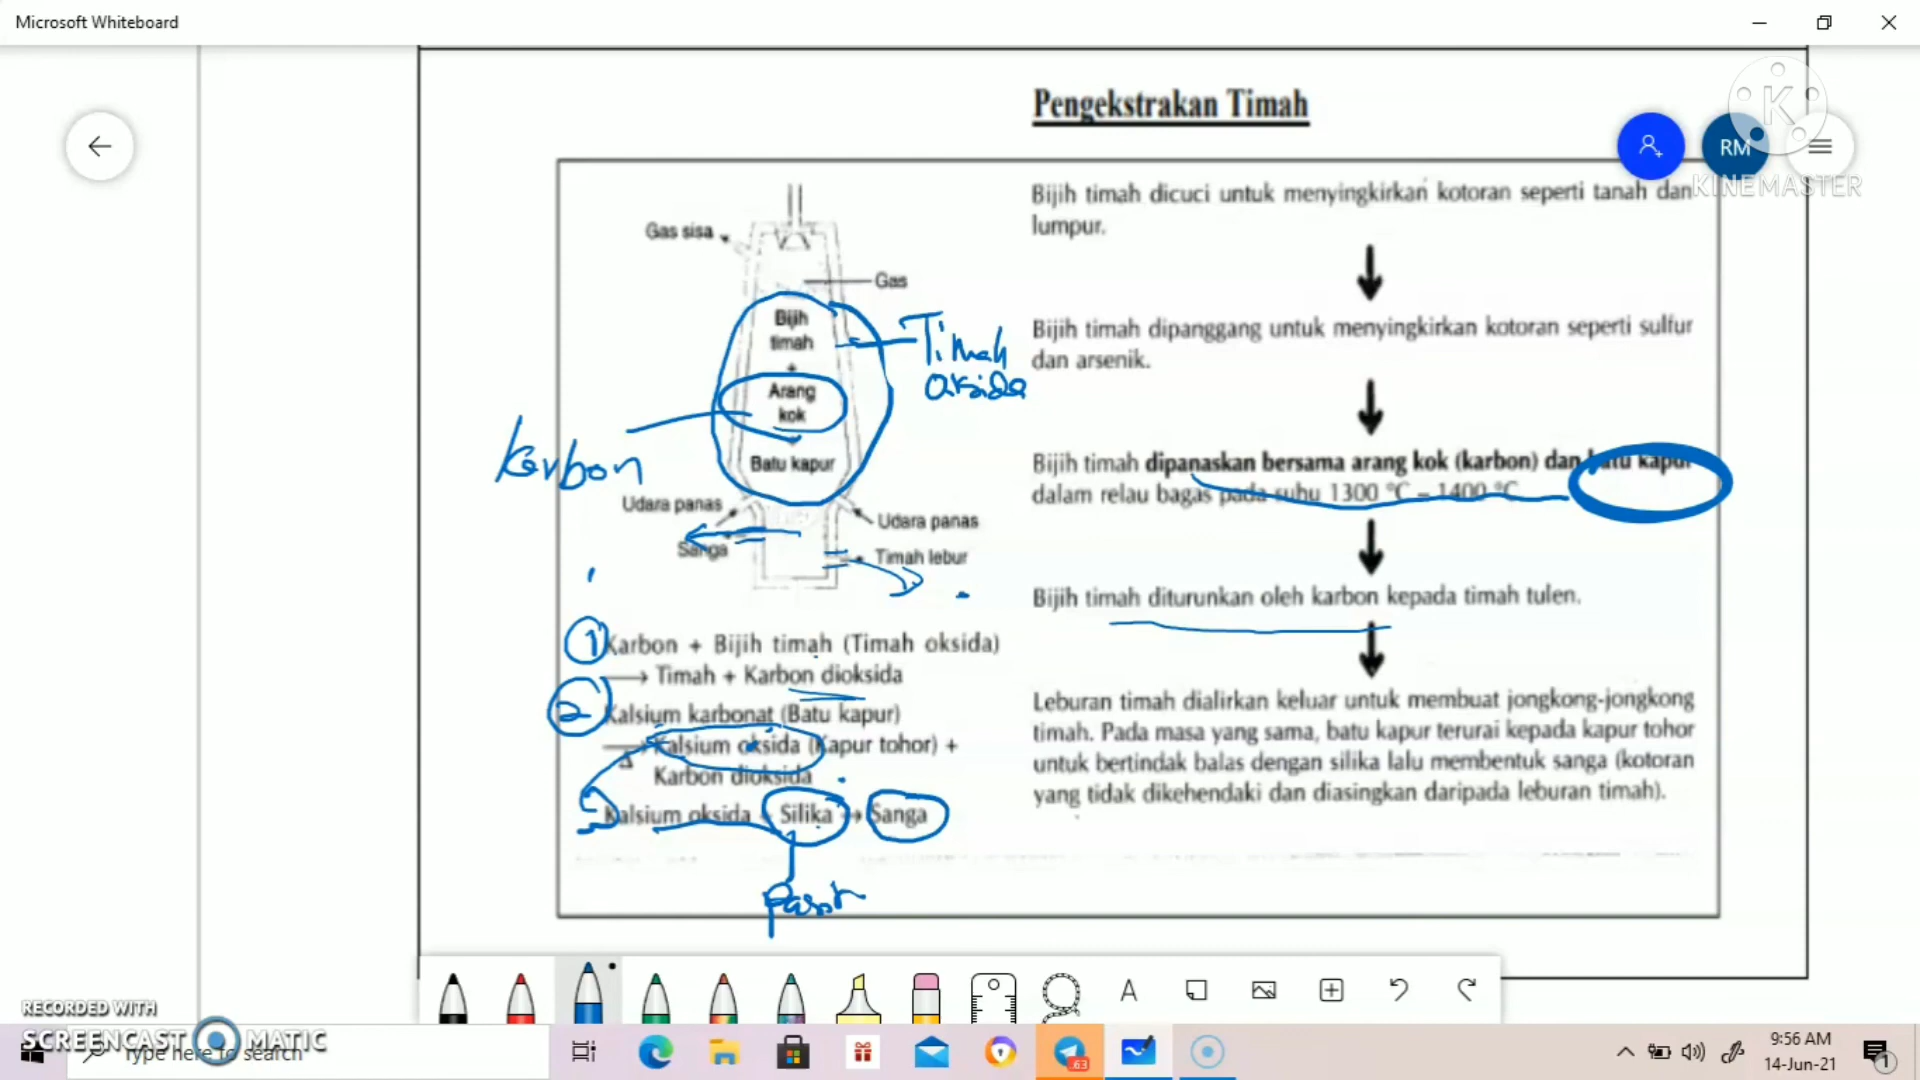 Microsoft Whiteboard
Pengekstrakan Timah
RM
KINEMASTER
Gas sisa
Gas
Bijih
timah
+
Arang
kok
Batu kapur
Timah
oksida
Karbon
Udara panas
Udara panas
Sanga
Timah lebur
1 Karbon + Bijih timah (Timah oksida)
→ Timah + Karbon dioksida
2 Kalsium karbonat (Batu kapur)
→ Kalsium oksida (Kapur tohor) +
Δ
Karbon dioksida
Kalsium oksida + Silika → Sanga
Pasir
Bijih timah dicuci untuk menyingkirkan kotoran seperti tanah dan
lumpur.
Bijih timah dipanggang untuk menyingkirkan kotoran seperti sulfur
dan arsenik.
Bijih timah dipanaskan bersama arang kok (karbon) dan batu kapur
dalam relau bagas pada suhu 1300 °C – 1400 °C
Bijih timah diturunkan oleh karbon kepada timah tulen.
Leburan timah dialirkan keluar untuk membuat jongkong-jongkong
timah. Pada masa yang sama, batu kapur terurai kepada kapur tohor
untuk bertindak balas dengan silika lalu membentuk sanga (kotoran
yang tidak dikehendaki dan diasingkan daripada leburan timah).
RECORDED WITH
SCREENCAST MATIC
Type here to search
63
9:56 AM
14-Jun-21
1